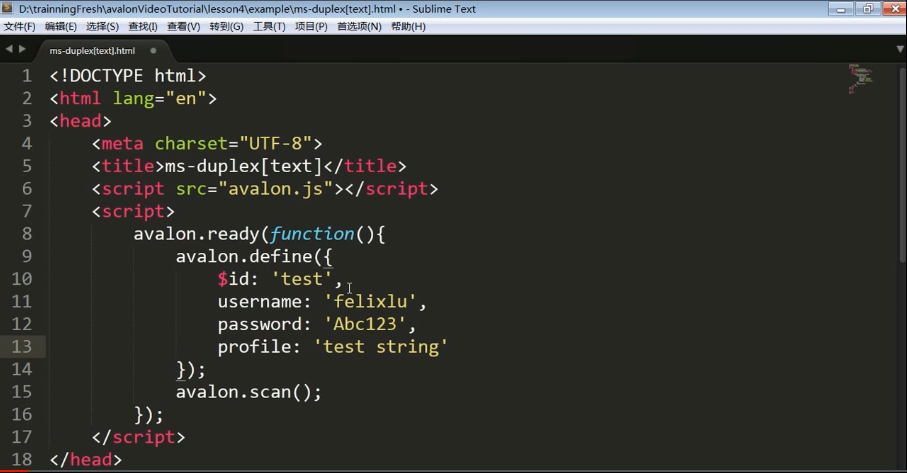 D:\trainningFresh\avalonVideoTutorial\lesson4\example\ms-duplex[text].html • - Sublime Text
文件(F) 编辑(E) 选择(S) 查找(I) 查看(V) 转到(G) 工具(T) 项目(P) 首选项(N) 帮助(H)
ms-duplex[text].html
1 <!DOCTYPE html>
2 <html lang="en">
3 <head>
4 <meta charset="UTF-8">
5 <title>ms-duplex[text]</title>
6 <script src="avalon.js"></script>
7 <script>
8 avalon.ready(function(){
9 avalon.define({
10 $id: 'test',
11 username: 'felixlu',
12 password: 'Abc123',
13 profile: 'test string'
14 });
15 avalon.scan();
16 });
17 </script>
18 </head>